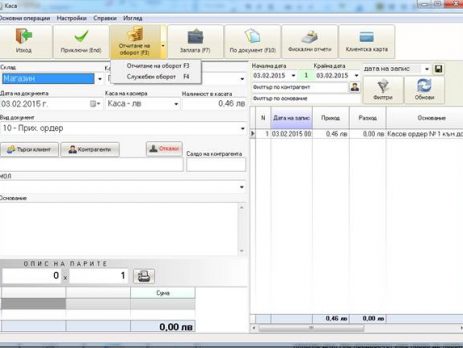 Каса
Основни операции Настройки Справки Изглед
Изход
Приключи (End)
Отчитане на
оборот (F3)
Заплата (F7)
По документ (F10)
Фискални отчети
Клиентска карта
Отчитане на оборот F3
Служебен оборот F4
Склад
Магазин
Дата на документа
03.02.2015 г.
Каса на касиера
Каса - лв
Наличност в касата
0,46 лв
Вид документ
10 - Прих. ордер
Търси клиент
Контрагенти
Откажи
Салдо на контрагента
МОЛ
Основание
ОПИС НА ПАРИТЕ
0 x 1
Сума
0,00 лв
Начална дата
Крайна дата
03.02.2015
1
03.02.2015
дата на запис
Филтър по контрагент
Филтър по основание
Филтри
Обнови
N Дата на запис Приход Разход Основание
1 03.02.2015 00: 0,46 лв 0,00 лв Касов ордер № 1 към до
0,46 лв 0,00 лв